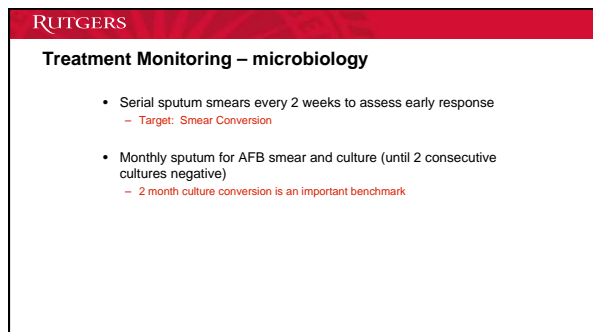 RUTGERS
Treatment Monitoring – microbiology
• Serial sputum smears every 2 weeks to assess early response
– Target: Smear Conversion
• Monthly sputum for AFB smear and culture (until 2 consecutive
cultures negative)
– 2 month culture conversion is an important benchmark